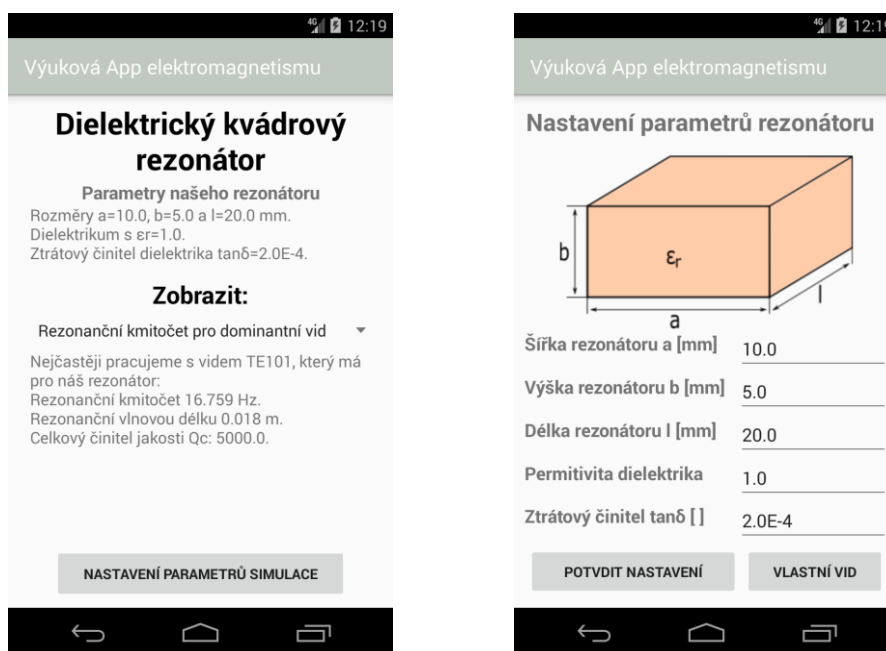 4G 12:19
Výuková App elektromagnetismu
Dielektrický kvádrový
rezonátor
Parametry našeho rezonátoru
Rozměry a=10.0, b=5.0 a l=20.0 mm.
Dielektrikum s εr=1.0.
Ztrátový činitel dielektrika tanδ=2.0E-4.
Zobrazit:
Rezonanční kmitočet pro dominantní vid
Nejčastěji pracujeme s videm TE101, který má
pro náš rezonátor:
Rezonanční kmitočet 16.759 Hz.
Rezonanční vlnovou délku 0.018 m.
Celkový činitel jakosti Qc: 5000.0.
NASTAVENÍ PARAMETRŮ SIMULACE
4G 12:19
Výuková App elektromagnetismu
Nastavení parametrů rezonátoru
b
εr
l
a
Šířka rezonátoru a [mm] 10.0
Výška rezonátoru b [mm] 5.0
Délka rezonátoru l [mm] 20.0
Permitivita dielektrika 1.0
Ztrátový činitel tanδ [ ] 2.0E-4
POTVDIT NASTAVENÍ VLASTNÍ VID